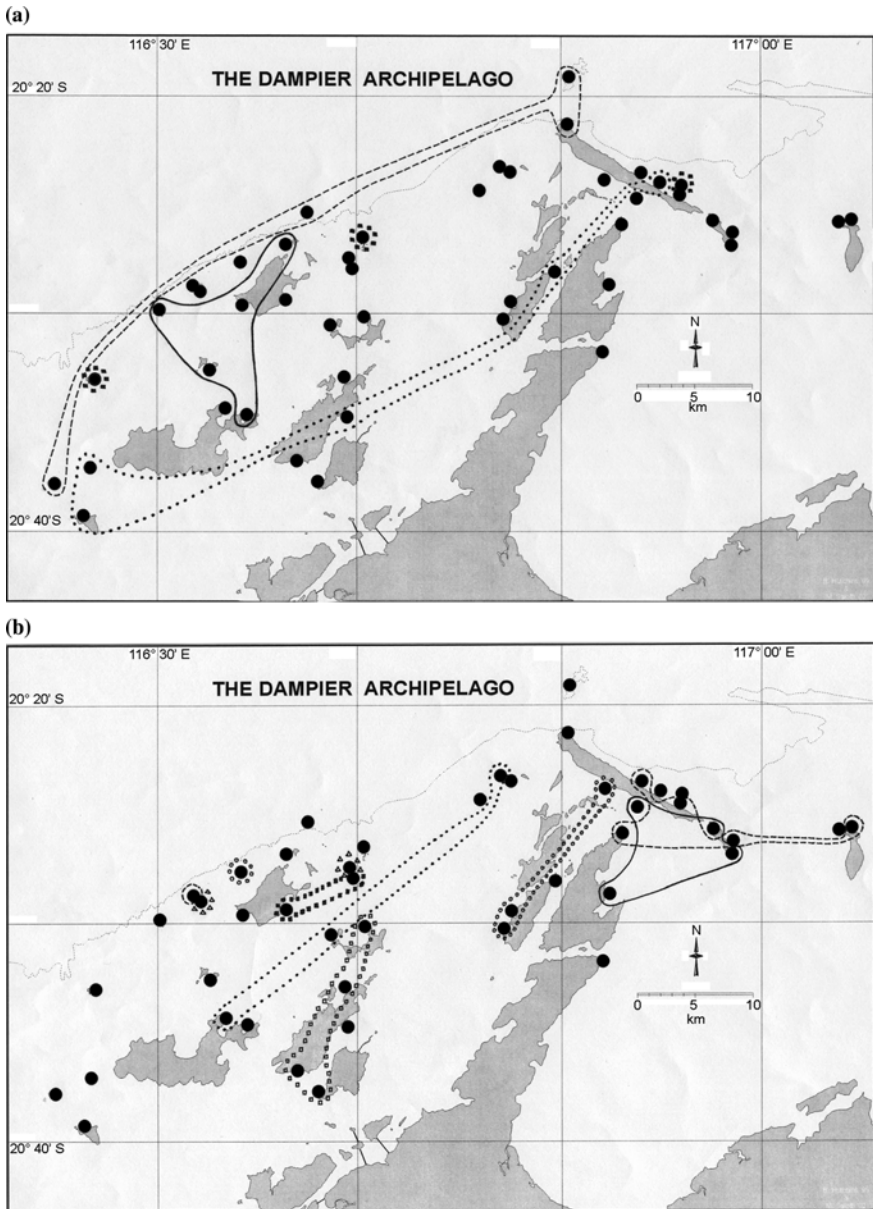 (a)
116°30' E
117°00' E
THE DAMPIER ARCHIPELAGO
20° 20' S
N
0 5 10
km
20°40'S
(b)
116°30' E
117°00' E
20° 20' S
THE DAMPIER ARCHIPELAGO
N
0 5 10
km
20° 40' S